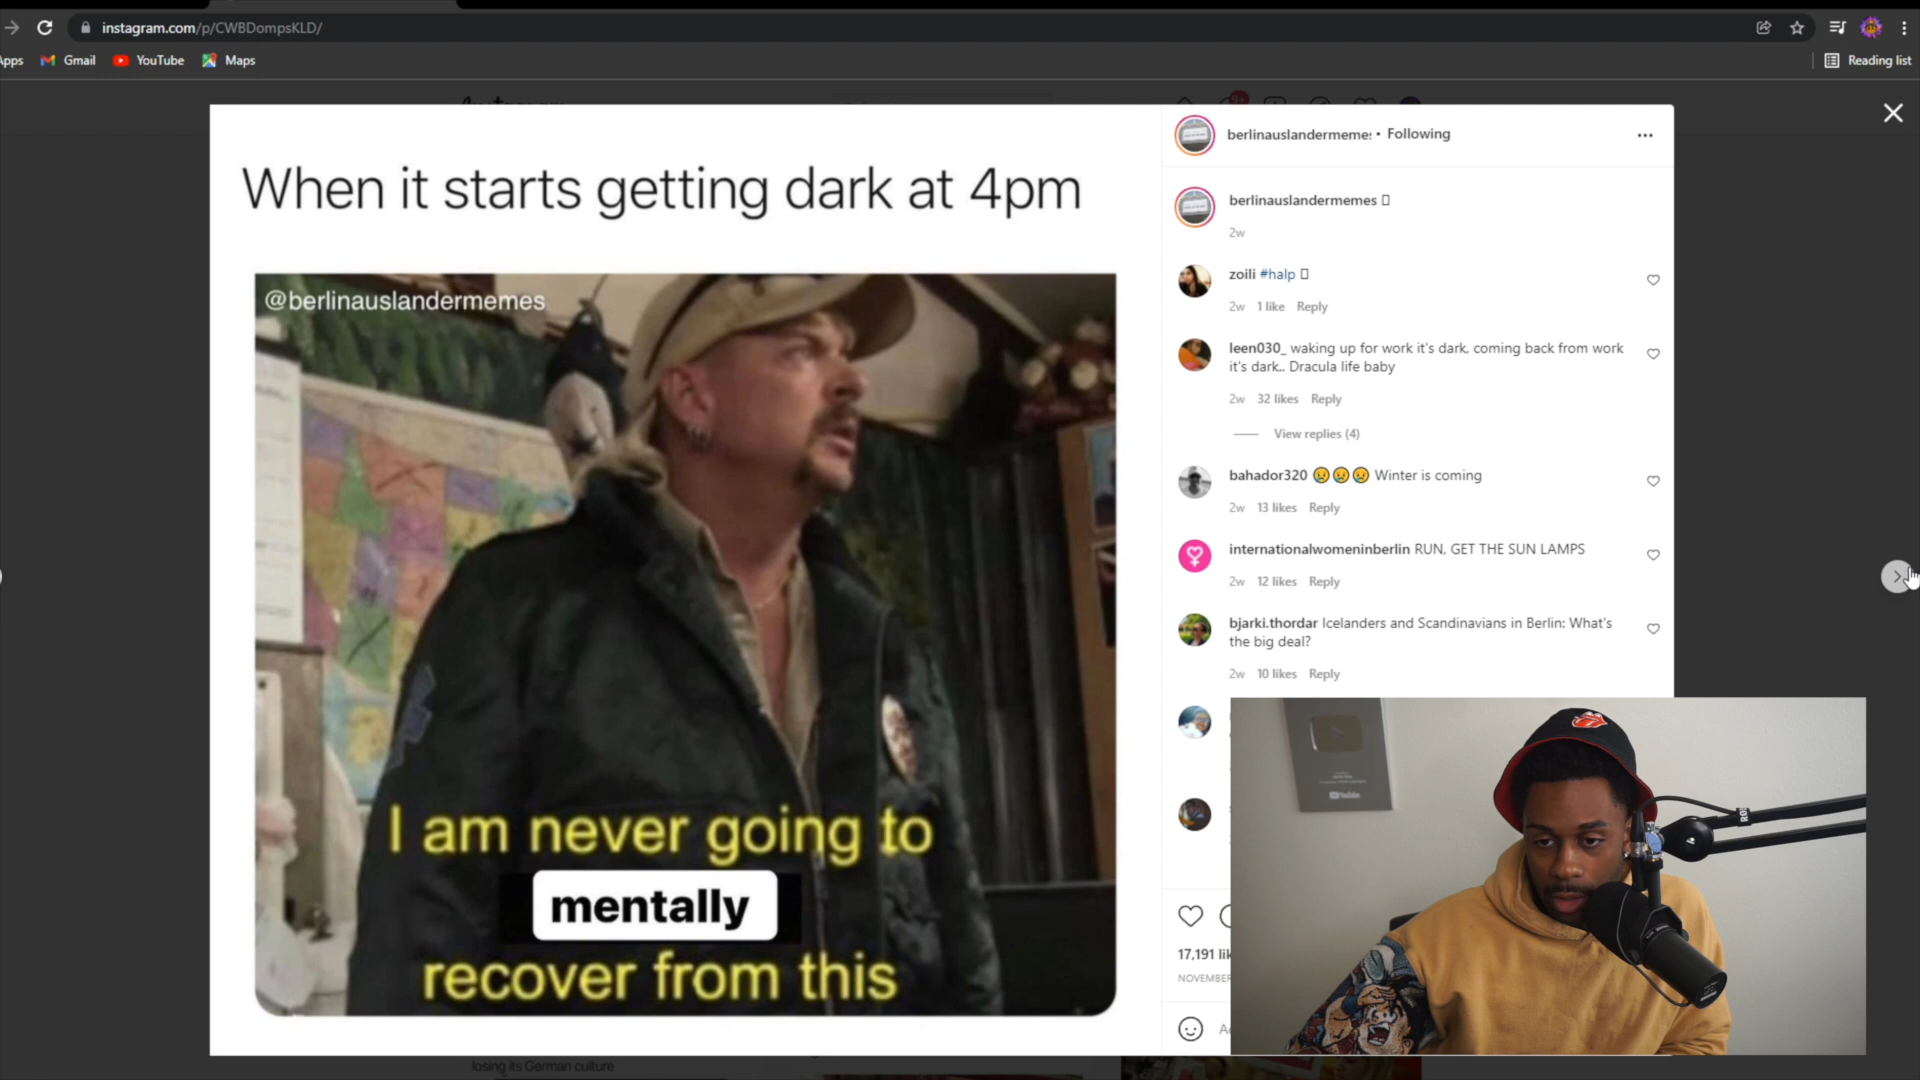 instagram.com/p/CWBDompsKLD/
Gmail
YouTube
Maps
Reading list
When it starts getting dark at 4pm
@berlinauslandermemes
I am never going to
mentally
recover from this
berlinauslandermeme: • Following
berlinauslandermemes
2w
zoili #halp
2w 1 like Reply
leen030_ waking up for work it's dark, coming back from work
it's dark.. Dracula life baby
2w 32 likes Reply
View replies (4)
bahador320 😢😢😢 Winter is coming
2w 13 likes Reply
internationalwomeninberlin RUN, GET THE SUN LAMPS
2w 12 likes Reply
bjarki.thordar Icelanders and Scandinavians in Berlin: What's
the big deal?
2w 10 likes Reply
17,191 lik
NOVEMBER
YouTube
losing its German culture